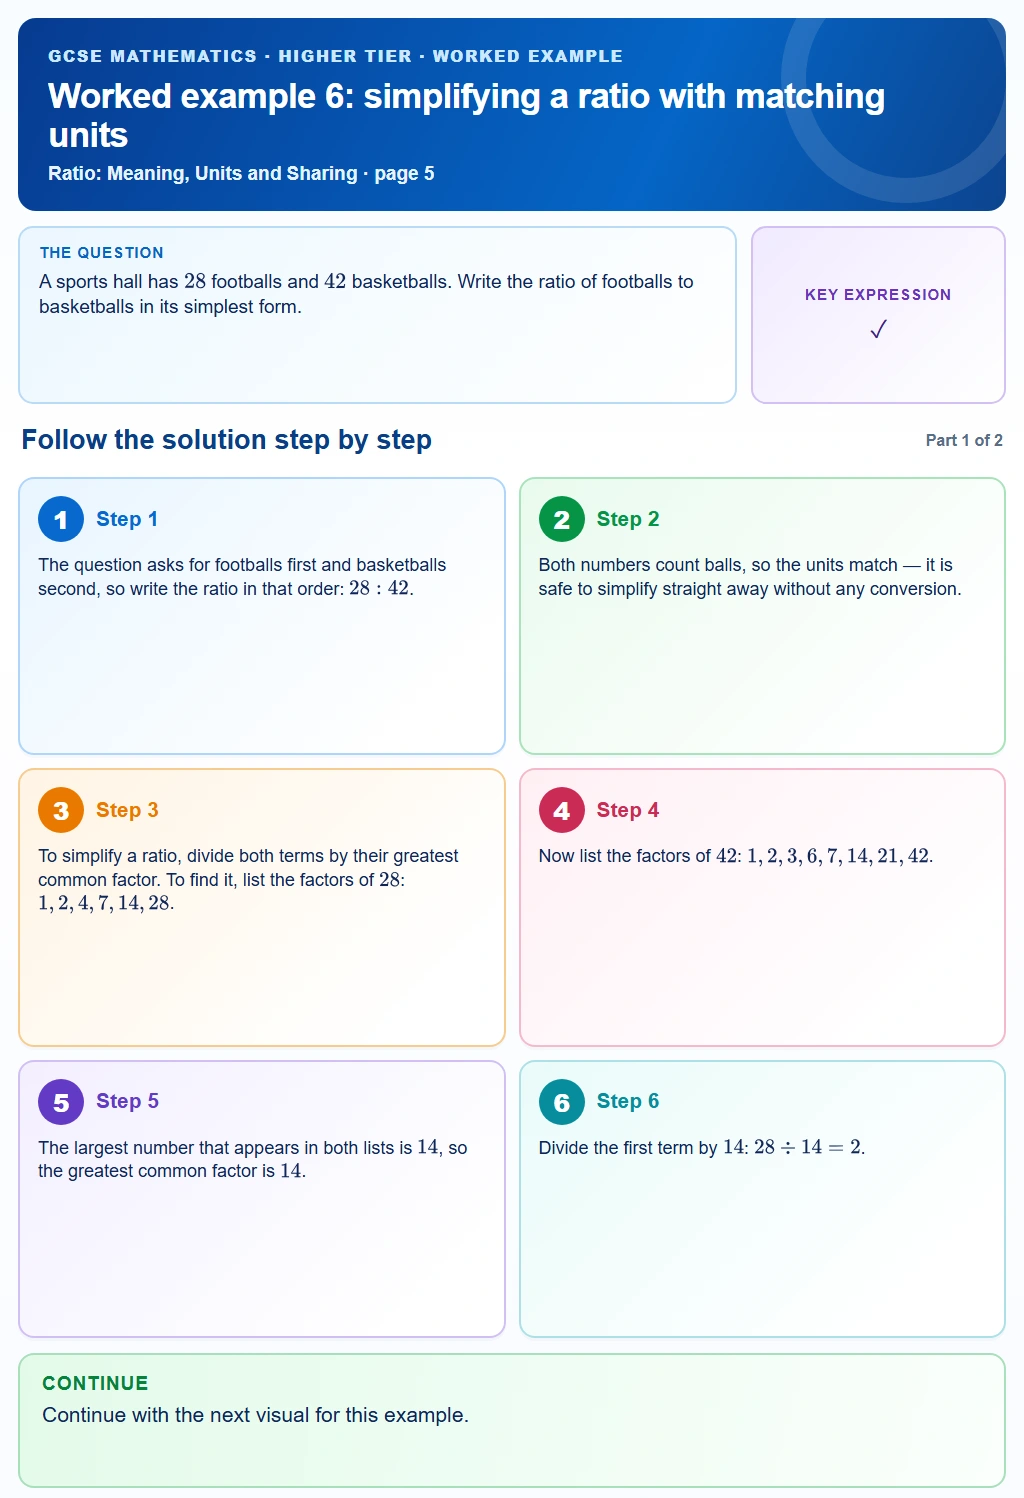 GCSE MATHEMATICS · HIGHER TIER · WORKED EXAMPLE
Worked example 6: simplifying a ratio with matching
units
Ratio: Meaning, Units and Sharing · page 5
THE QUESTION
A sports hall has 28 footballs and 42 basketballs. Write the ratio of footballs to
basketballs in its simplest form.
KEY EXPRESSION
✓
Follow the solution step by step
Part 1 of 2
1 Step 1
The question asks for footballs first and basketballs
second, so write the ratio in that order: 28 : 42.
2 Step 2
Both numbers count balls, so the units match — it is
safe to simplify straight away without any conversion.
3 Step 3
To simplify a ratio, divide both terms by their greatest
common factor. To find it, list the factors of 28:
1, 2, 4, 7, 14, 28.
4 Step 4
Now list the factors of 42: 1, 2, 3, 6, 7, 14, 21, 42.
5 Step 5
The largest number that appears in both lists is 14, so
the greatest common factor is 14.
6 Step 6
Divide the first term by 14: 28 ÷ 14 = 2.
CONTINUE
Continue with the next visual for this example.